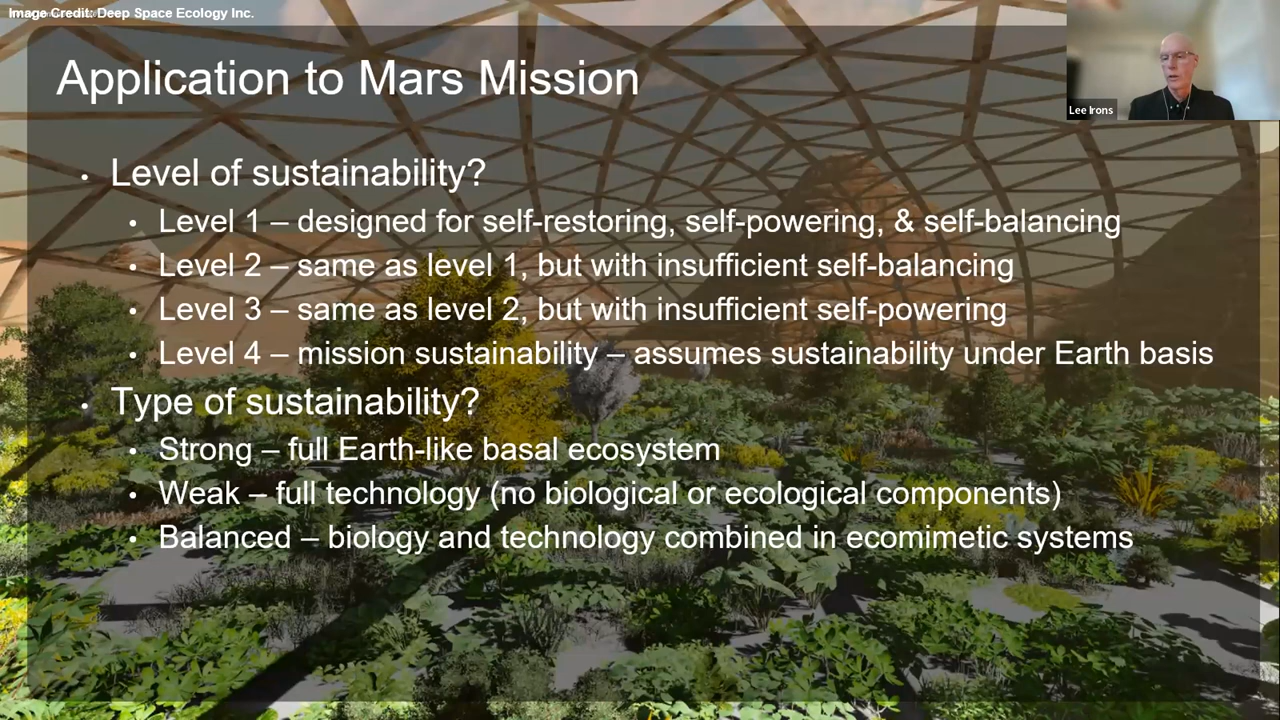 Image Credit: Deep Space Ecology Inc.
Application to Mars Mission
Lee Irons
• Level of sustainability?
• Level 1 – designed for self-restoring, self-powering, & self-balancing
• Level 2 – same as level 1, but with insufficient self-balancing
• Level 3 – same as level 2, but with insufficient self-powering
• Level 4 – mission sustainability – assumes sustainability under Earth basis
• Type of sustainability?
• Strong – full Earth-like basal ecosystem
• Weak – full technology (no biological or ecological components)
• Balanced – biology and technology combined in ecomimetic systems